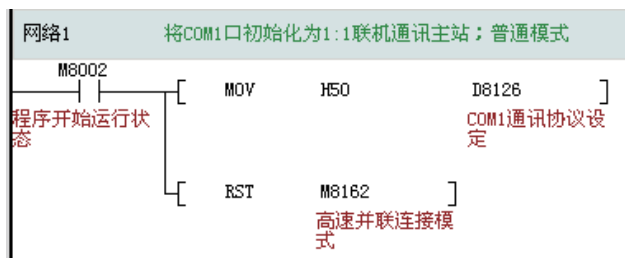 网络1 将COM1口初始化为1:1联机通讯主站；普通模式
M8002
MOV H50 D8126
程序开始运行状
态
COM1通讯协议设
定
RST M8162
高速并联连接模
式